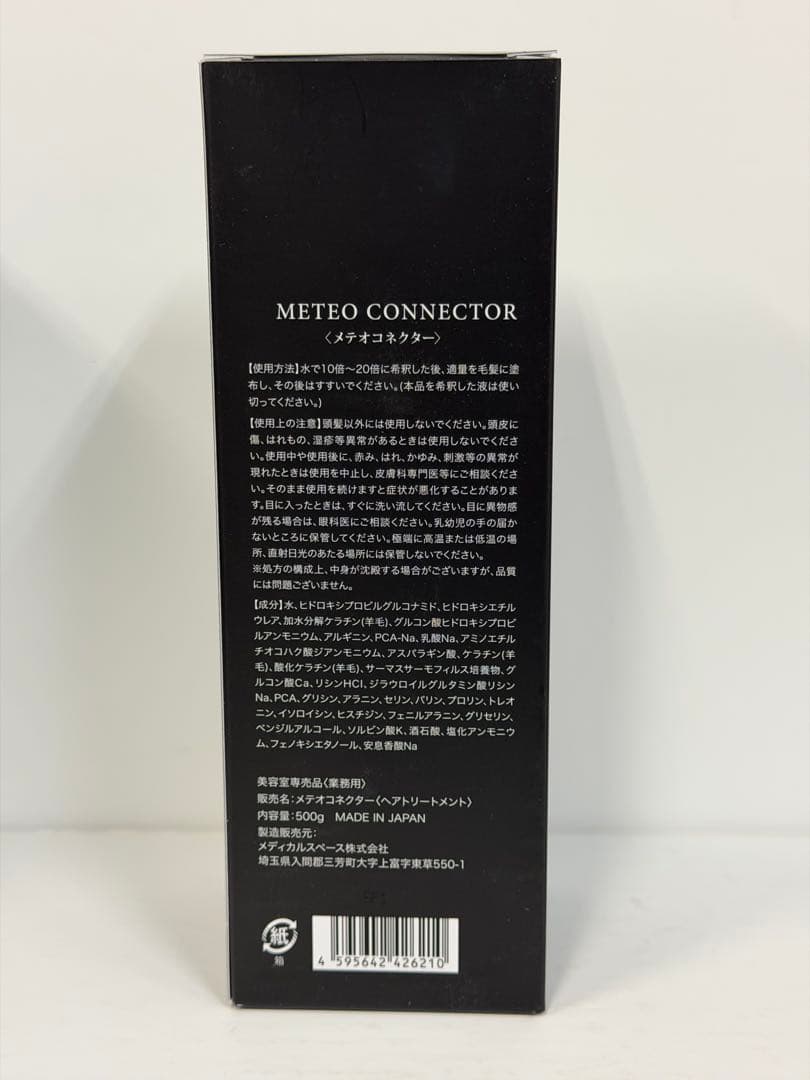 METEO CONNECTOR
〈メテオコネクター〉
【使用方法】水で10倍～20倍に希釈した後、適量を毛髪に塗
布し、その後はすすいでください。(本品を希釈した液は使い
切ってください。)
【使用上の注意】頭髪以外には使用しないでください。頭皮に
傷、はれもの、湿疹等異常があるときは使用しないでくださ
い。使用中や使用後に、赤み、はれ、かゆみ、刺激等の異常が
現れたときは使用を中止し、皮膚科専門医等にご相談くださ
い。そのまま使用を続けますと症状が悪化することがありま
す。目に入ったときは、すぐに洗い流してください。目に異物感
が残る場合は、眼科医にご相談ください。乳幼児の手の届か
ないところに保管してください。極端に高温または低温の場
所、直射日光のあたる場所には保管しないでください。
※処方の構成上、中身が沈殿する場合がございますが、品質
には問題ございません。
【成分】水、ヒドロキシプロピルグルコナミド、ヒドロキシエチル
ウレア、加水分解ケラチン(羊毛)、グルコン酸ヒドロキシプロピ
ルアンモニウム、アルギニン、PCA-Na、乳酸Na、アミノエチル
チオコハク酸ジアンモニウム、アスパラギン酸、ケラチン(羊
毛)、酸化ケラチン(羊毛)、サーマスサーモフィルス培養物、グル
コン酸Ca、リシンHCl、ジラウロイルグルタミン酸リシン
Na、PCA、グリシン、アラニン、セリン、バリン、プロリン、トレオ
ニン、イソロイシン、ヒスチジン、フェニルアラニン、グリセリン、
ベンジルアルコール、ソルビン酸K、酒石酸、塩化アンモニウ
ム、フェノキシエタノール、安息香酸Na
美容室専売品〈業務用〉
販売名：メテオコネクター〈ヘアトリートメント〉
内容量：500g MADE IN JAPAN
製造販売元：
メディカルスペース株式会社
埼玉県入間郡三芳町大字上富字東草550-1
紙
箱
4 595642 426210